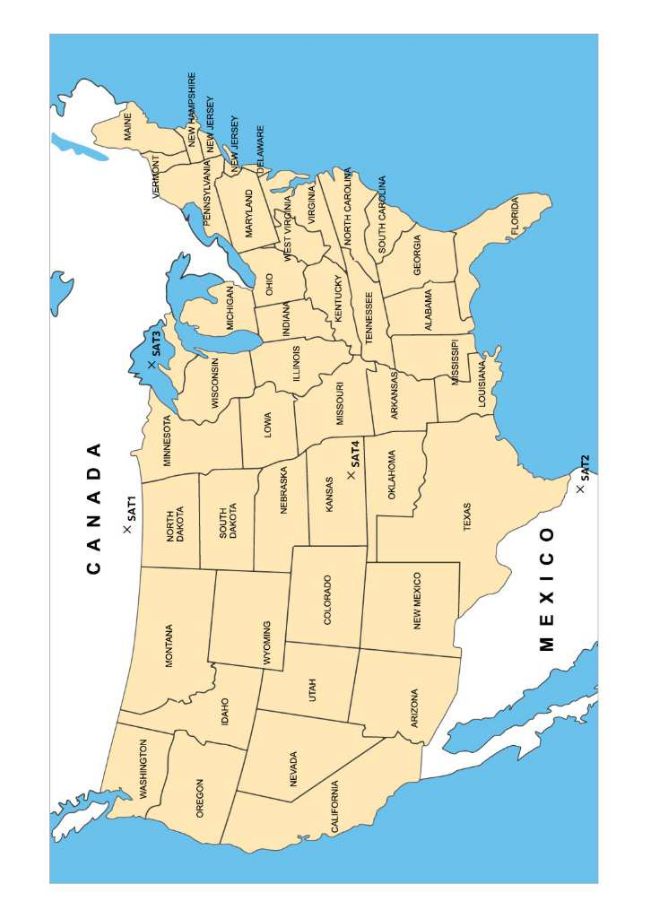 CANADA
SAT1
SAT3
WASHINGTON
MONTANA
NORTH
DAKOTA
MINNESOTA
WISCONSIN
MICHIGAN
VERMONT
MAINE
NEW HAMPSHIRE
NEW JERSEY
NEW JERSEY
DELAWARE
PENNSYLVANIA
MARYLAND
OREGON
IDAHO
WYOMING
SOUTH
DAKOTA
LOWA
NEBRASKA
ILLINOIS
INDIANA
OHIO
WEST VIRGINIA
VIRGINIA
NEVADA
UTAH
COLORADO
KANSAS
SAT4
MISSOURI
KENTUCKY
NORTH CAROLINA
CALIFORNIA
ARIZONA
NEW MEXICO
OKLAHOMA
ARKANSAS
TENNESSEE
SOUTH CAROLINA
TEXAS
LOUISIANA
MISSISSIPI
ALABAMA
GEORGIA
FLORIDA
MEXICO
SAT2